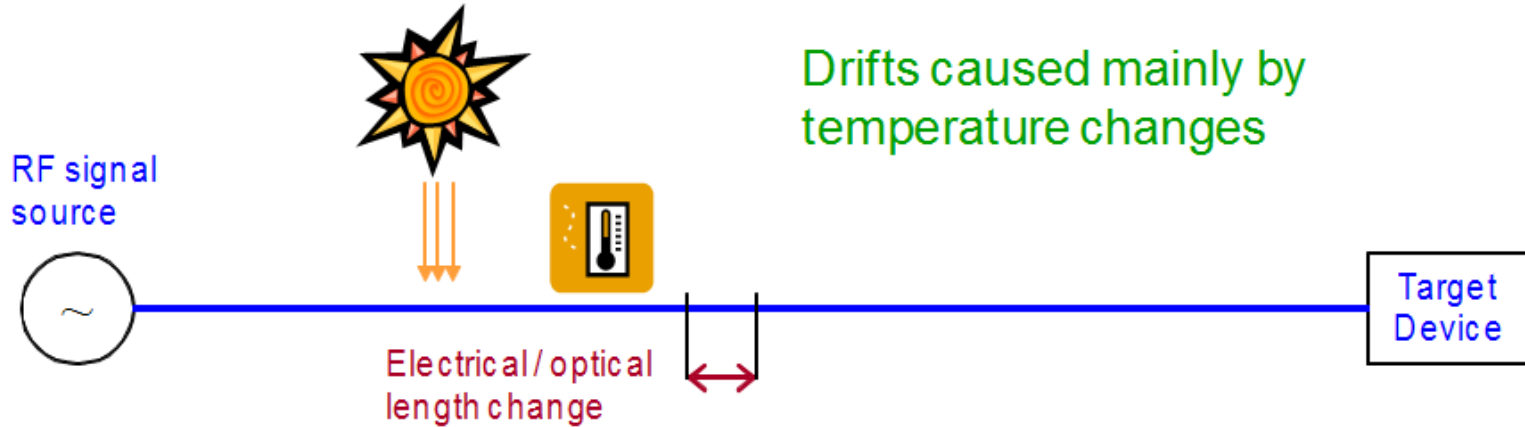 Drifts caused mainly by
temperature changes
RF signal
source
~
Target
Device
Electrical / optical
length change